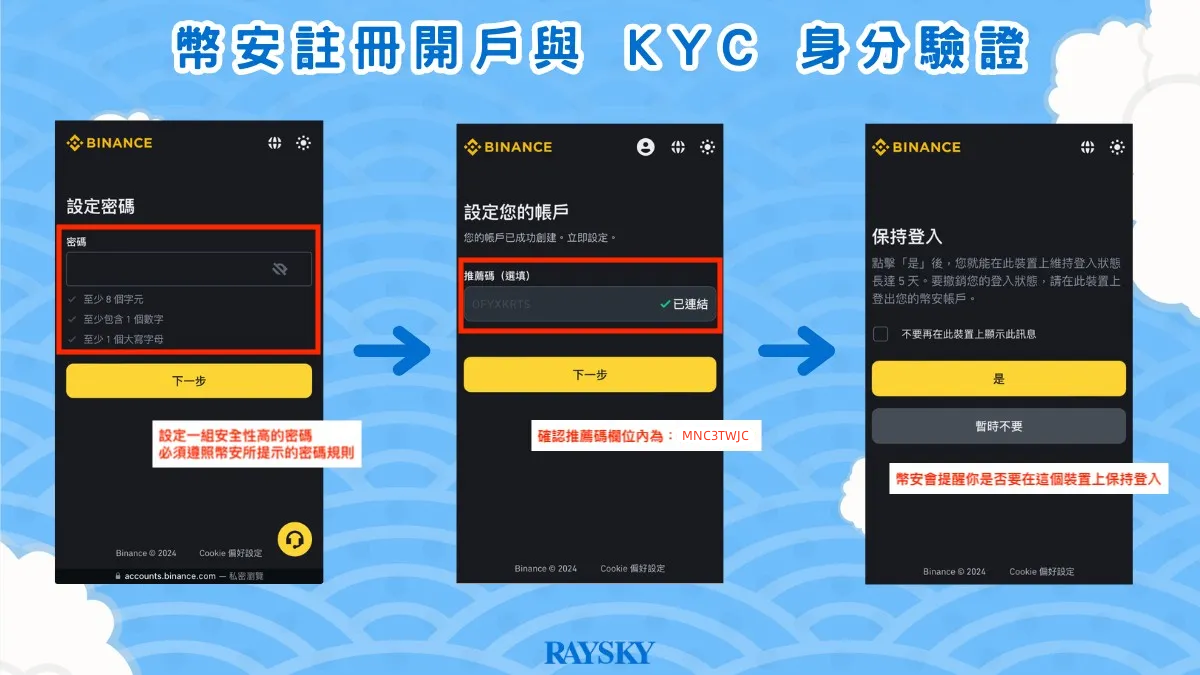 幣安註冊開戶與 KYC 身分驗證
BINANCE
設定密碼
密碼
至少 8 個字元
至少包含 1 個數字
至少 1 個大寫字母
下一步
設定一組安全性高的密碼
必須遵照幣安所提示的密碼規則
Binance © 2024 Cookie 偏好設定
accounts.binance.com — 私密瀏覽
BINANCE
設定您的帳戶
您的帳戶已成功創建。立即設定。
推薦碼（選填）
OFYXKRTS 已連結
下一步
確認推薦碼欄位內為： MNC3TWJC
Binance © 2024 Cookie 偏好設定
BINANCE
保持登入
點擊「是」後，您就能在此裝置上維持登入狀態
長達 5 天。要撤銷您的登入狀態，請在此裝置上
登出您的幣安帳戶。
不要再在此裝置上顯示此訊息
是
暫時不要
幣安會提醒你是否要在這個裝置上保持登入
Binance © 2024 Cookie 偏好設定
RAYSKY